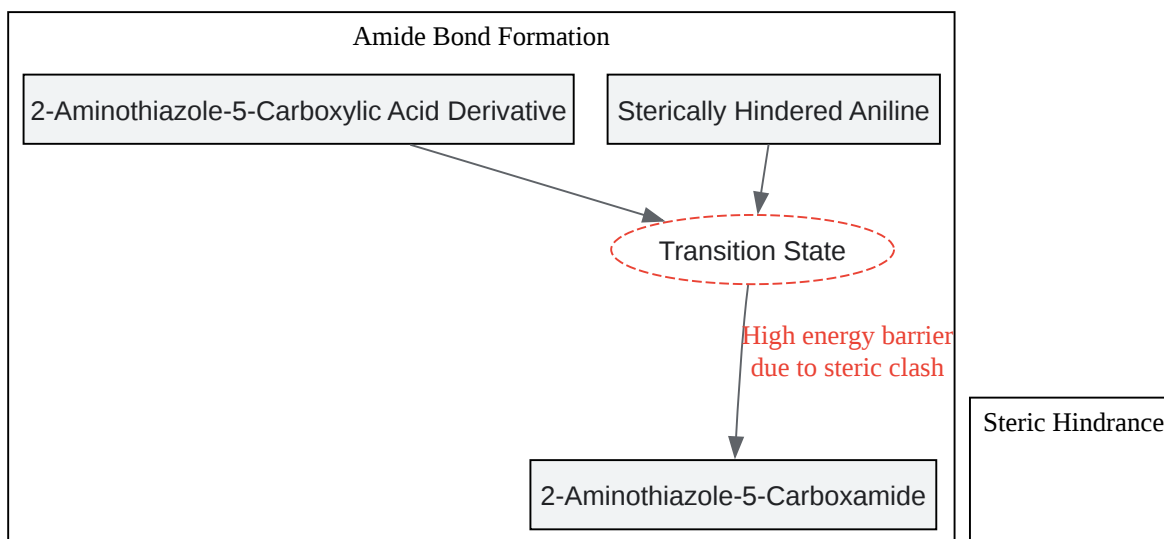 Amide Bond Formation
2-Aminothiazole-5-Carboxylic Acid Derivative
Sterically Hindered Aniline
Transition State
High energy barrier
due to steric clash
2-Aminothiazole-5-Carboxamide
Steric Hindrance